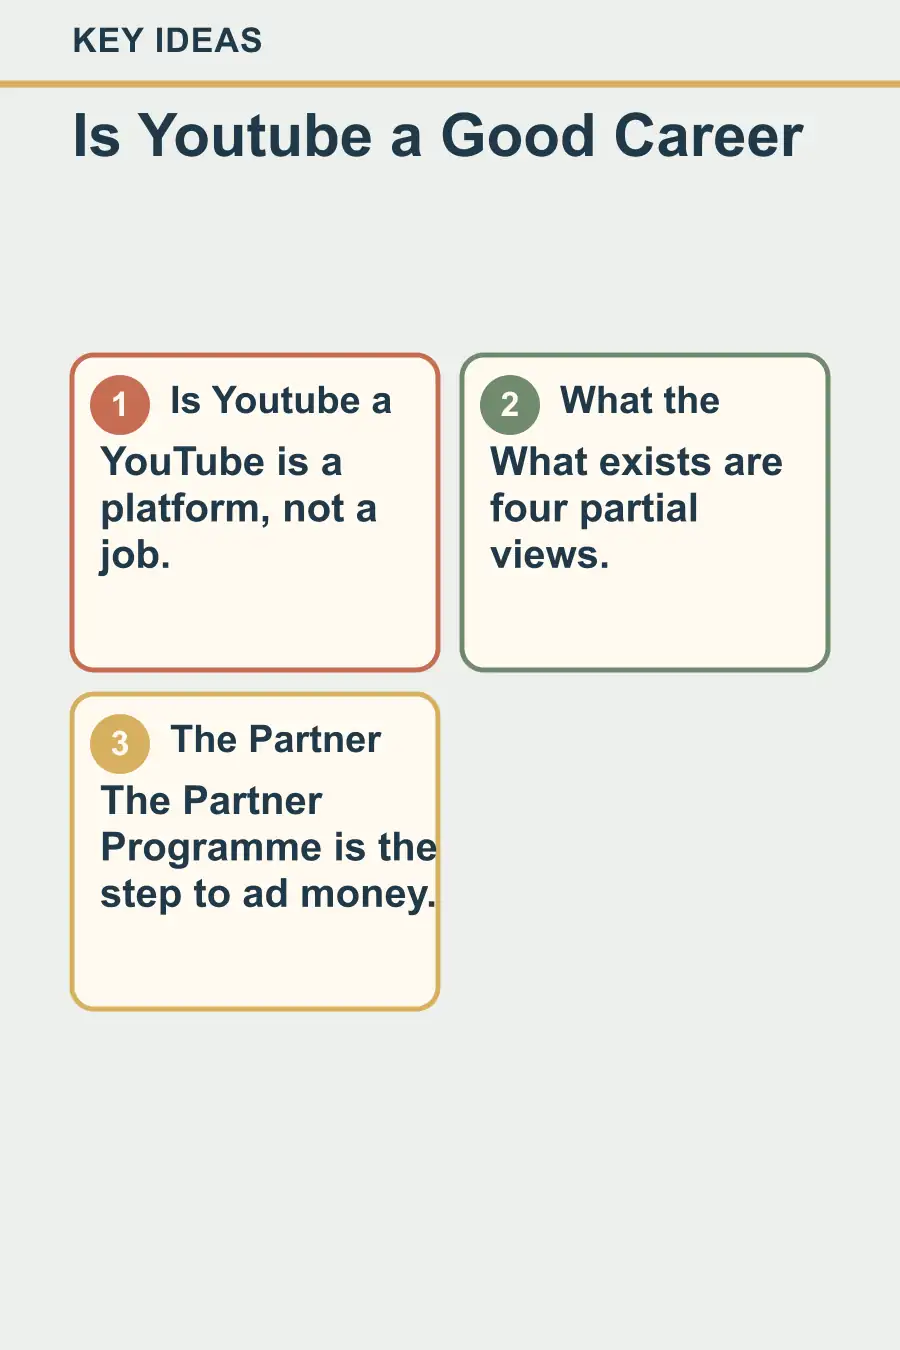 KEY IDEAS
Is Youtube a Good Career
1 Is Youtube a
YouTube is a
platform, not a
job.
2 What the
What exists are
four partial
views.
3 The Partner
The Partner
Programme is the
step to ad money.